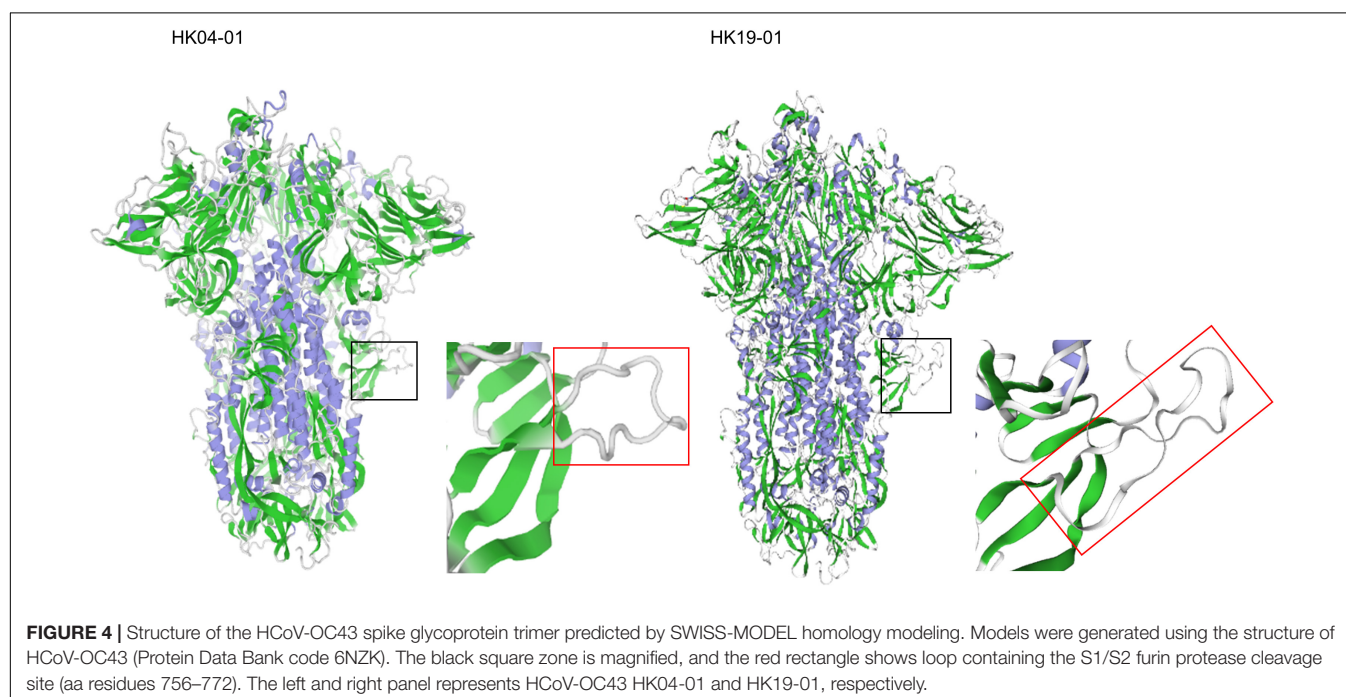 HK04-01
HK19-01
FIGURE 4 | Structure of the HCoV-OC43 spike glycoprotein trimer predicted by SWISS-MODEL homology modeling. Models were generated using the structure of
HCoV-OC43 (Protein Data Bank code 6NZK). The black square zone is magnified, and the red rectangle shows loop containing the S1/S2 furin protease cleavage
site (aa residues 756–772). The left and right panel represents HCoV-OC43 HK04-01 and HK19-01, respectively.